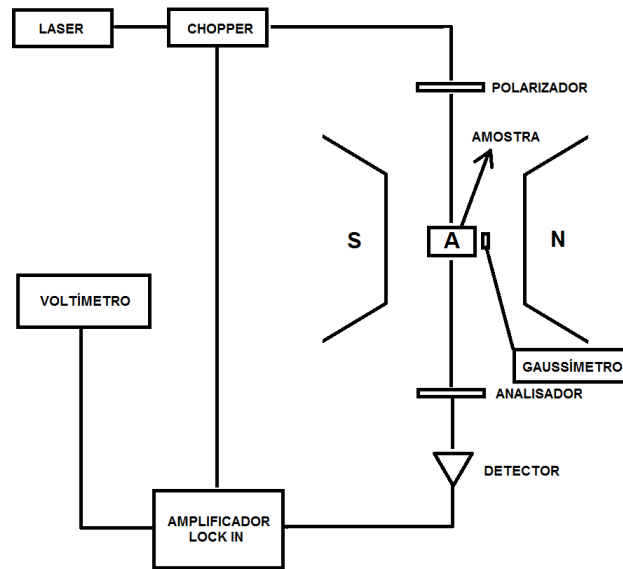 LASER
CHOPPER
POLARIZADOR
AMOSTRA
S
A
N
VOLTÍMETRO
GAUSSÍMETRO
ANALISADOR
DETECTOR
AMPLIFICADOR
LOCK IN